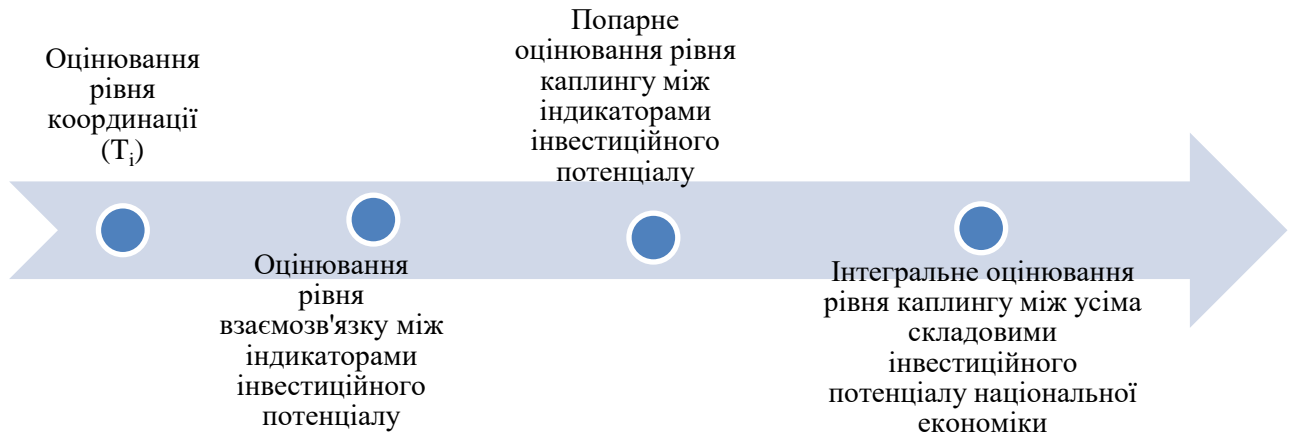 Оцінювання
рівня
координації
(Ti)
Оцінювання
рівня
взаємозв'язку між
індикаторами
інвестиційного
потенціалу
Попарне
оцінювання рівня
каплингу між
індикаторами
інвестиційного
потенціалу
Інтегральне оцінювання
рівня каплингу між усіма
складовими
інвестиційного
потенціалу національної
економіки